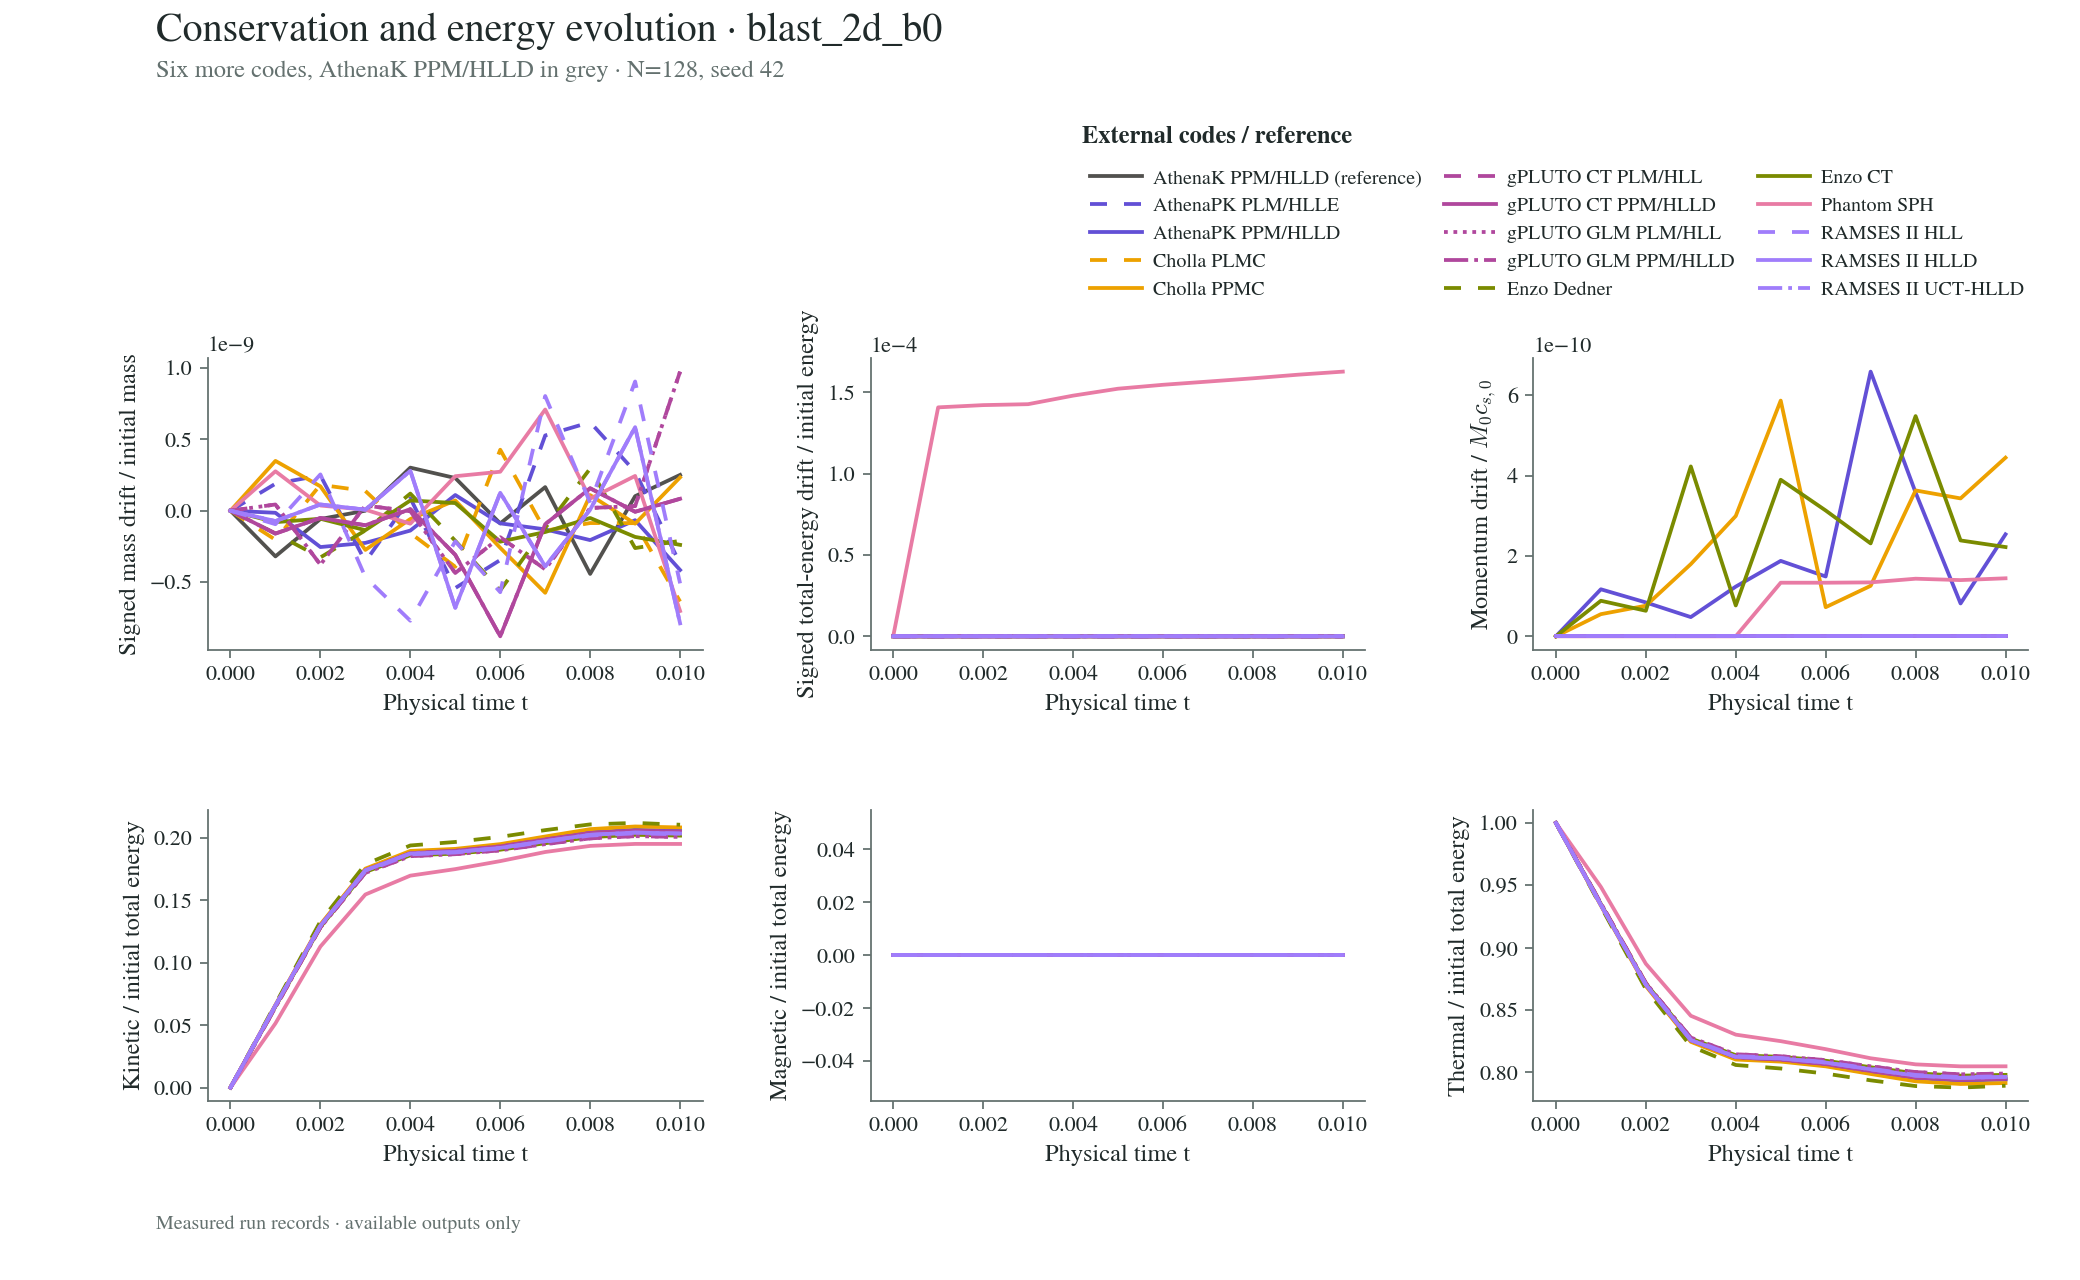 Conservation and energy evolution · blast_2d_b0
Six more codes, AthenaK PPM/HLLD in grey · N=128, seed 42
External codes / reference
AthenaK PPM/HLLD (reference)
AthenaPK PLM/HLLE
AthenaPK PPM/HLLD
Cholla PLMC
Cholla PPMC
gPLUTO CT PLM/HLL
gPLUTO CT PPM/HLLD
gPLUTO GLM PLM/HLL
gPLUTO GLM PPM/HLLD
Enzo Dedner
Enzo CT
Phantom SPH
RAMSES II HLL
RAMSES II HLLD
RAMSES II UCT-HLLD
Signed mass drift / initial mass
1e−9
1.0
0.5
0.0
−0.5
0.000 0.002 0.004 0.006 0.008 0.010
Physical time t
Signed total-energy drift / initial energy
1e−4
1.5
1.0
0.5
0.0
0.000 0.002 0.004 0.006 0.008 0.010
Physical time t
Momentum drift / M₀cₛ,₀
1e−10
6
4
2
0
0.000 0.002 0.004 0.006 0.008 0.010
Physical time t
Kinetic / initial total energy
0.20
0.15
0.10
0.05
0.00
0.000 0.002 0.004 0.006 0.008 0.010
Physical time t
Magnetic / initial total energy
0.04
0.02
0.00
−0.02
−0.04
0.000 0.002 0.004 0.006 0.008 0.010
Physical time t
Thermal / initial total energy
1.00
0.95
0.90
0.85
0.80
0.000 0.002 0.004 0.006 0.008 0.010
Physical time t
Measured run records · available outputs only